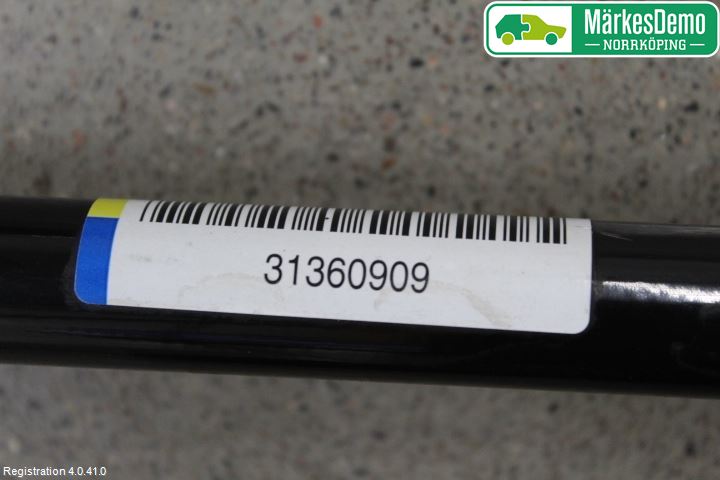 MärkesDemo
NORRKÖPING
31360909
Registration 4.0.41.0